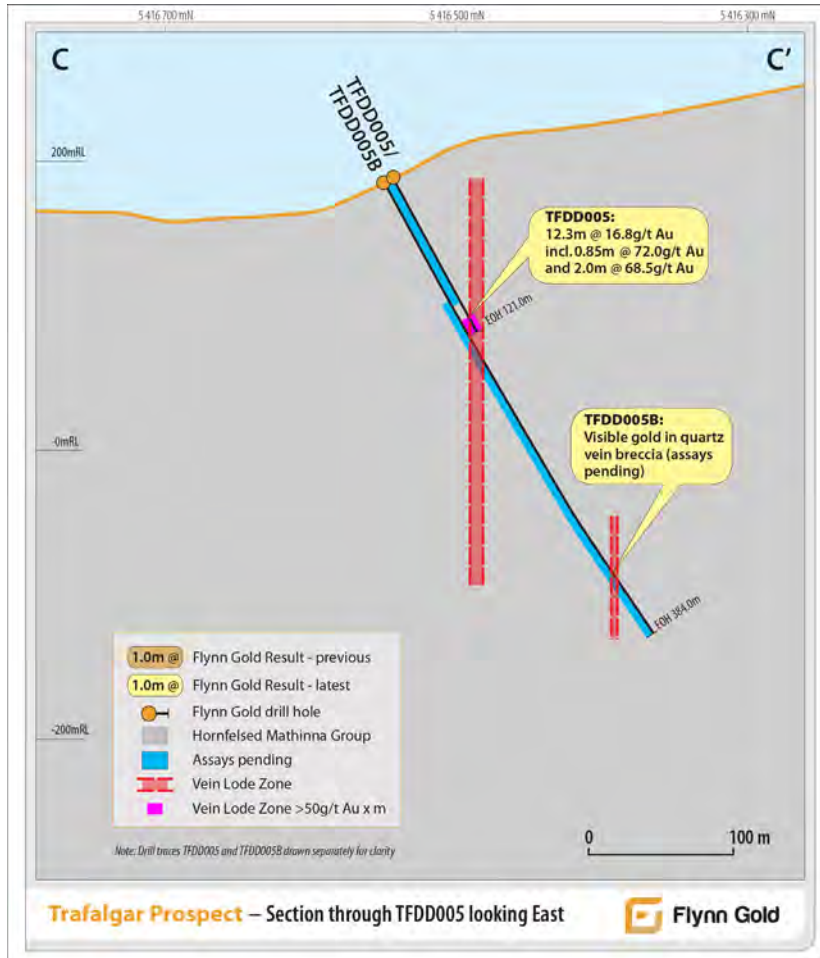 5 416 700 mN
5 416 500 mN
5 416 300 mN
C
C'
TFDD005/
TFDD005B
200mRL
TFDD005:
12.3m @ 16.8g/t Au
incl. 0.85m @ 72.0g/t Au
and 2.0m @ 68.5g/t Au
EOH 121.0m
-0mRL
TFDD005B:
Visible gold in quartz
vein breccia (assays
pending)
EOH 384.0m
1.0m @ Flynn Gold Result - previous
1.0m @ Flynn Gold Result - latest
Flynn Gold drill hole
Hornfelsed Mathinna Group
Assays pending
Vein Lode Zone
Vein Lode Zone >50g/t Au x m
-200mRL
Note: Drill traces TFDD005 and TFDD005B drawn separately for clarity
0
100 m
Trafalgar Prospect – Section through TFDD005 looking East
Flynn Gold